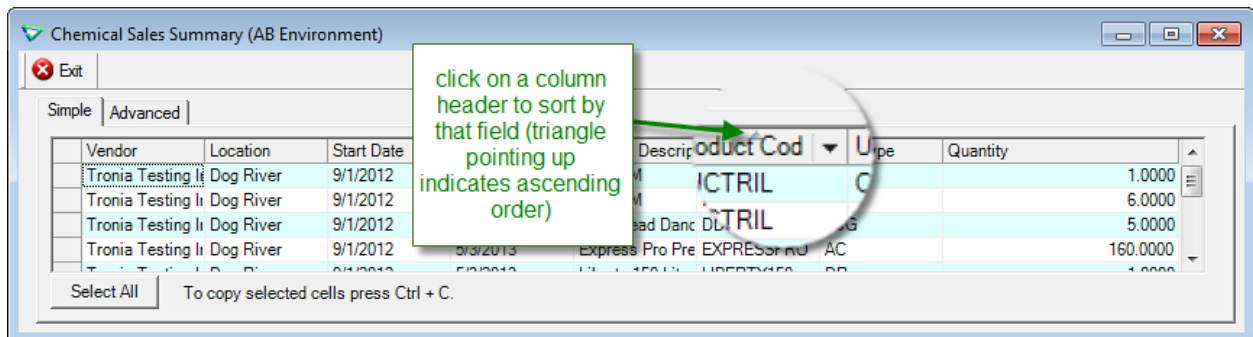 Chemical Sales Summary (AB Environment)
Exit
click on a column
header to sort by
that field (triangle
pointing up
indicates ascending
order)
Simple Advanced
Vendor Location Start Date Descrip oduct Cod U pe Quantity
Tronia Testing Dog River 9/1/2012 M CTRIL 1.0000
Tronia Testing Dog River 9/1/2012 M CTRIL 6.0000
Tronia Testing Dog River 9/1/2012 ead Danc G 5.0000
Tronia Testing Dog River 9/1/2012 5/3/2013 Express Pro Pre AC 160.0000
Select All To copy selected cells press Ctrl + C.